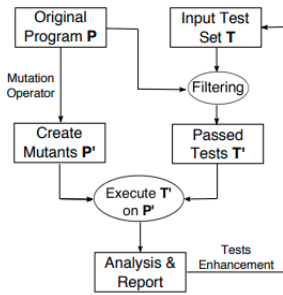 Original
Program P
Input Test
Set T
Mutation
Operator
Filtering
Create
Mutants P'
Passed
Tests T'
Execute T'
on P'
Analysis &
Report
Tests
Enhancement